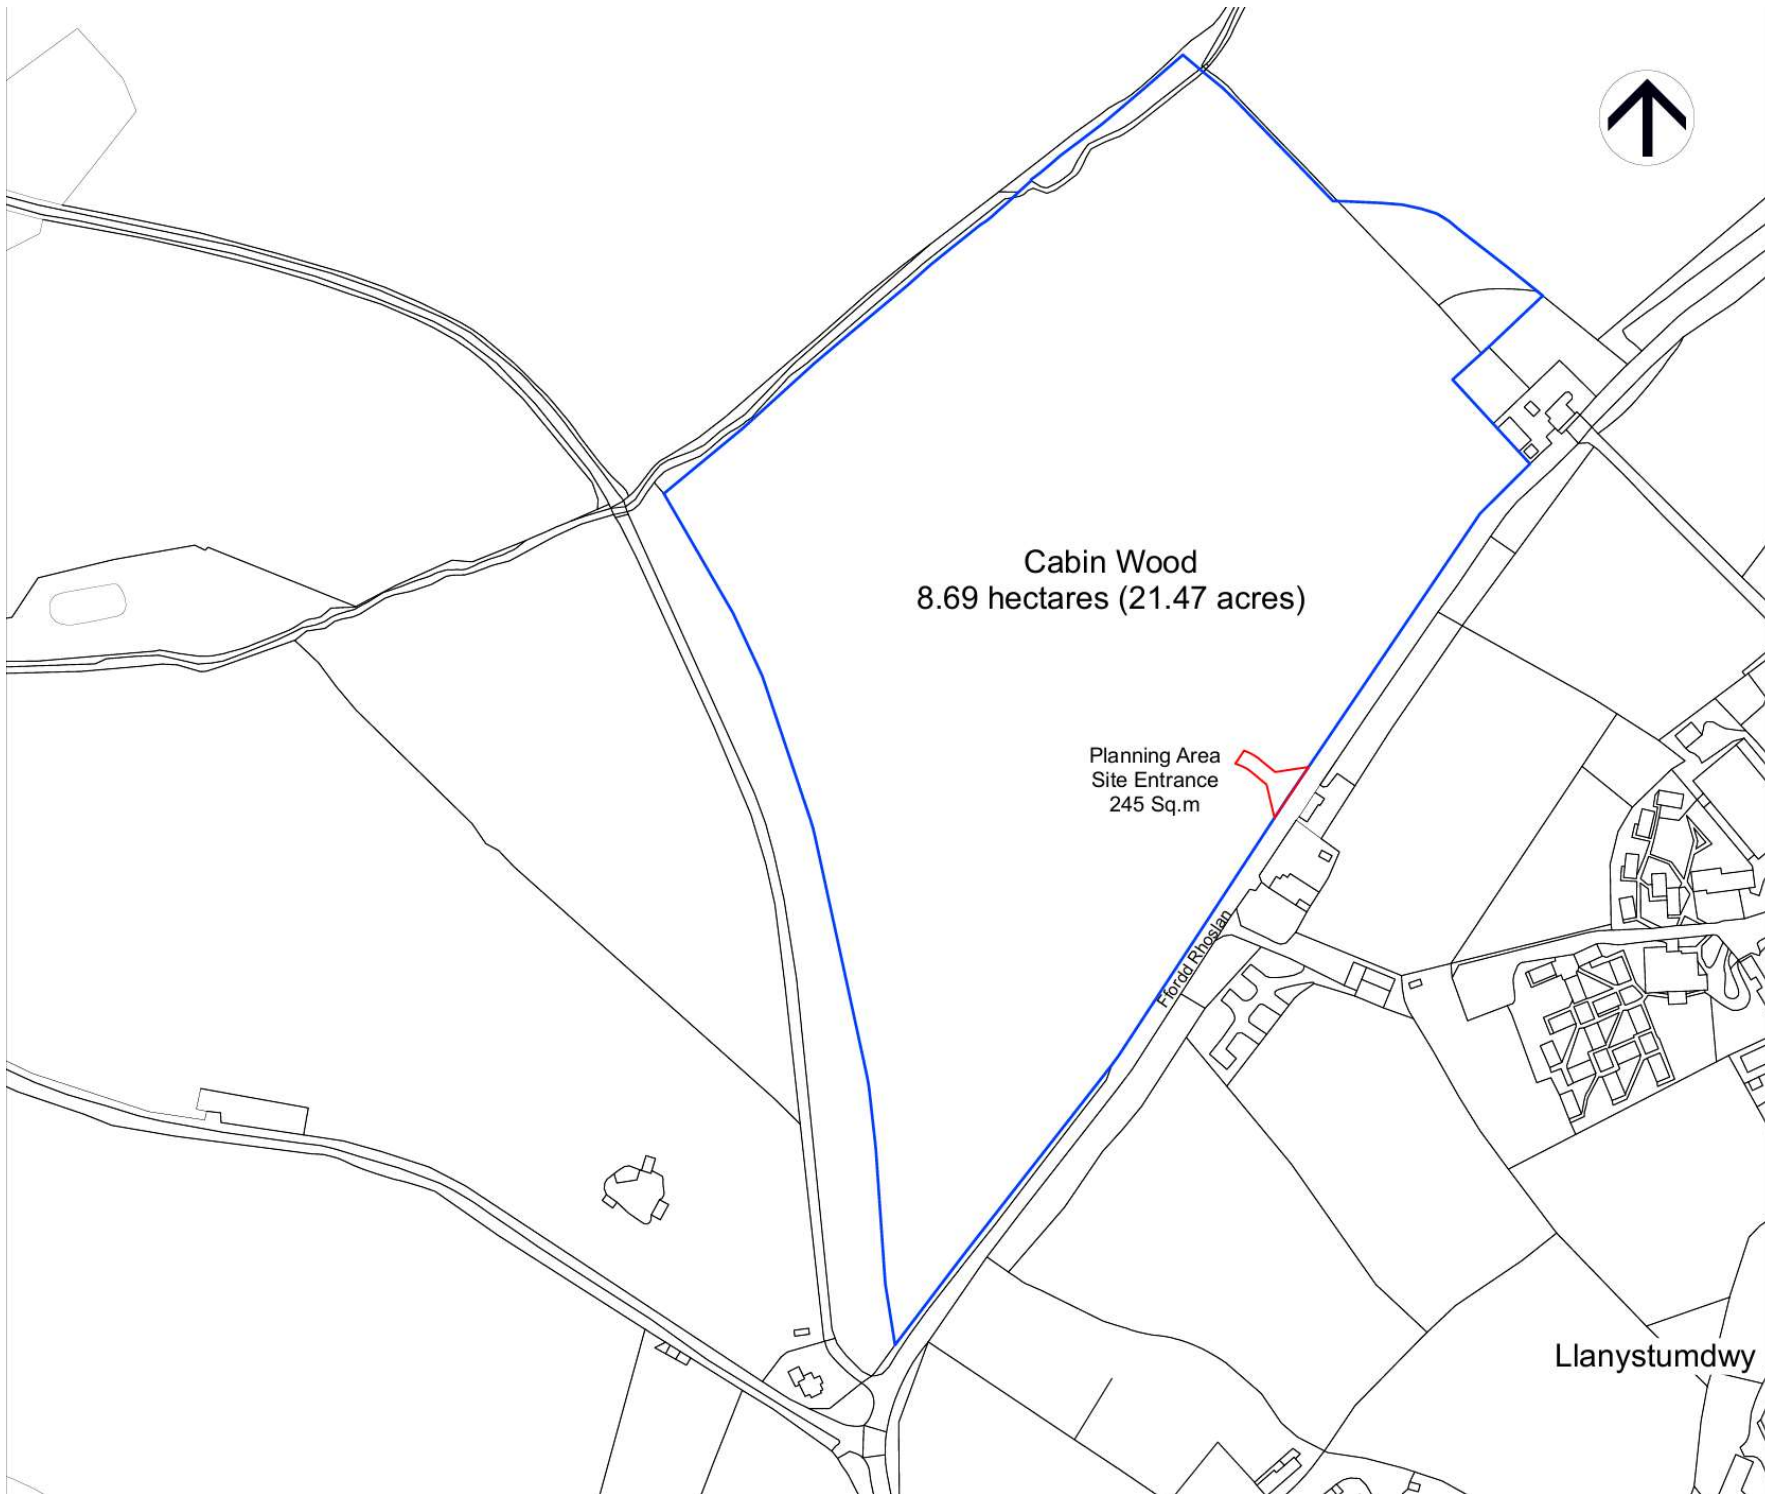 Cabin Wood
8.69 hectares (21.47 acres)
Planning Area
Site Entrance
245 Sq.m
Ffordd Rhoslan
Llanystumdwy